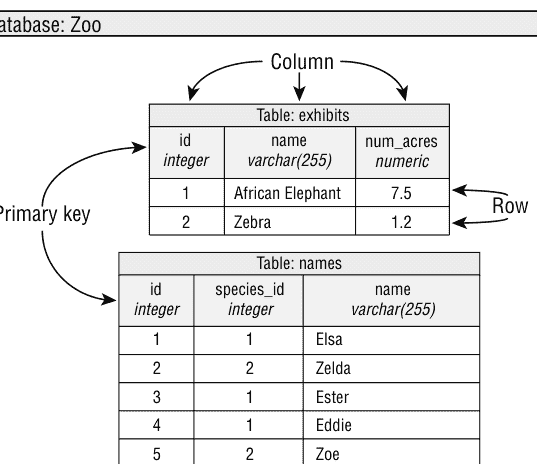 atabase: Zoo
Column
Table: exhibits
id name num_acres
integer varchar(255) numeric
1 African Elephant 7.5
2 Zebra 1.2
Row
Primary key
Table: names
id species_id name
integer integer varchar(255)
1 1 Elsa
2 2 Zelda
3 1 Ester
4 1 Eddie
5 2 Zoe